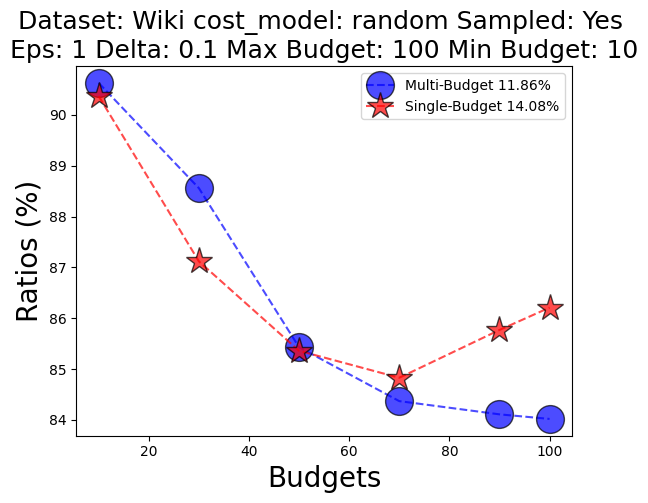 Dataset: Wiki cost_model: random Sampled: Yes
Eps: 1 Delta: 0.1 Max Budget: 100 Min Budget: 10
Multi-Budget 11.86%
Single-Budget 14.08%
Ratios (%)
90
89
88
87
86
85
84
20 40 60 80 100
Budgets